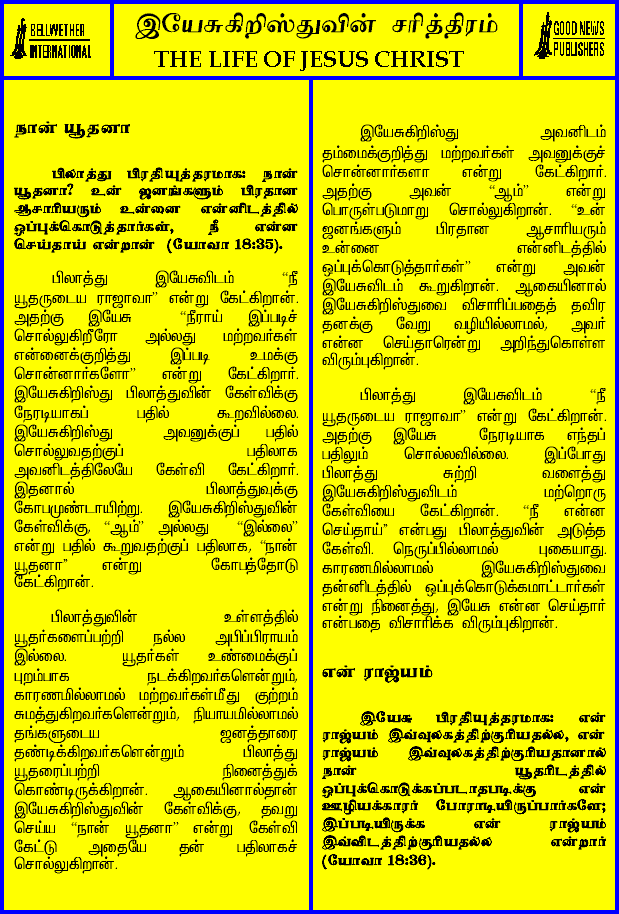 BELLWETHER
INTERNATIONAL
இயேசுகிறிஸ்துவின் சரித்திரம்
THE LIFE OF JESUS CHRIST
GOOD NEWS
PUBLISHERS
நான் யூதனா
பிலாத்து பிரதியுத்தரமாக: நான்
யூதனா? உன் ஜனங்களும் பிரதான
ஆசாரியரும் உன்னை என்னிடத்தில்
ஒப்புக்கொடுத்தார்கள், நீ என்ன
செய்தாய் என்றான் (யோவா 18:35).
பிலாத்து இயேசுவிடம் “நீ
யூதருடைய ராஜாவா” என்று கேட்கிறான்.
அதற்கு இயேசு “நீராய் இப்படிச்
சொல்லுகிறீரோ அல்லது மற்றவர்கள்
என்னைக்குறித்து இப்படி உமக்கு
சொன்னார்களோ” என்று கேட்கிறார்.
இயேசுகிறிஸ்து பிலாத்துவின் கேள்விக்கு
நேரடியாகப் பதில் கூறவில்லை.
இயேசுகிறிஸ்து அவனுக்குப் பதில்
சொல்லுவதற்குப் பதிலாக
அவனிடத்திலேயே கேள்வி கேட்கிறார்.
இதனால் பிலாத்துவுக்கு
கோபமுண்டாயிற்று. இயேசுகிறிஸ்துவின்
கேள்விக்கு, “ஆம்” அல்லது “இல்லை”
என்று பதில் கூறுவதற்குப் பதிலாக, “நான்
யூதனா” என்று கோபத்தோடு
கேட்கிறான்.
பிலாத்துவின் உள்ளத்தில்
யூதர்களைப்பற்றி நல்ல அபிப்பிராயம்
இல்லை. யூதர்கள் உண்மைக்குப்
புறம்பாக நடக்கிறவர்களென்றும்,
காரணமில்லாமல் மற்றவர்கள்மீது குற்றம்
சுமத்துகிறவர்களென்றும், நியாயமில்லாமல்
தங்களுடைய ஜனத்தாரை
தண்டிக்கிறவர்களென்றும் பிலாத்து
யூதரைப்பற்றி நினைத்துக்
கொண்டிருக்கிறான். ஆகையினால்தான்
இயேசுகிறிஸ்துவின் கேள்விக்கு, தவறு
செய்ய “நான் யூதனா” என்று கேள்வி
கேட்டு அதையே தன் பதிலாகச்
சொல்லுகிறான்.
இயேசுகிறிஸ்து அவனிடம்
தம்மைக்குறித்து மற்றவர்கள் அவனுக்குச்
சொன்னார்களா என்று கேட்கிறார்.
அதற்கு அவன் “ஆம்” என்று
பொருள்படுமாறு சொல்லுகிறான். “உன்
ஜனங்களும் பிரதான ஆசாரியரும்
உன்னை என்னிடத்தில்
ஒப்புக்கொடுத்தார்கள்” என்று அவன்
இயேசுவிடம் கூறுகிறான். ஆகையினால்
இயேசுகிறிஸ்துவை விசாரிப்பதைத் தவிர
தனக்கு வேறு வழியில்லாமல், அவர்
என்ன செய்தாரென்று அறிந்துகொள்ள
விரும்புகிறான்.
பிலாத்து இயேசுவிடம் “நீ
யூதருடைய ராஜாவா” என்று கேட்கிறான்.
அதற்கு இயேசு நேரடியாக எந்தப்
பதிலும் சொல்லவில்லை. இப்போது
பிலாத்து சுற்றி வளைத்து
இயேசுகிறிஸ்துவிடம் மற்றொரு
கேள்வியை கேட்கிறான். “நீ என்ன
செய்தாய்” என்பது பிலாத்துவின் அடுத்த
கேள்வி. நெருப்பில்லாமல் புகையாது.
காரணமில்லாமல் இயேசுகிறிஸ்துவை
தன்னிடத்தில் ஒப்புக்கொடுக்கமாட்டார்கள்
என்று நினைத்து, இயேசு என்ன செய்தார்
என்பதை விசாரிக்க விரும்புகிறான்.
என் ராஜ்யம்
இயேசு பிரதியுத்தரமாக: என்
ராஜ்யம் இவ்வுலகத்திற்குரியதல்ல, என்
ராஜ்யம் இவ்வுலகத்திற்குரியதானால்
நான் யூதரிடத்தில்
ஒப்புக்கொடுக்கப்படாதபடிக்கு என்
ஊழியக்காரர் போராடியிருப்பார்களே;
இப்படியிருக்க என் ராஜ்யம்
இவ்விடத்திற்குரியதல்ல என்றார்
(யோவா 18:36).